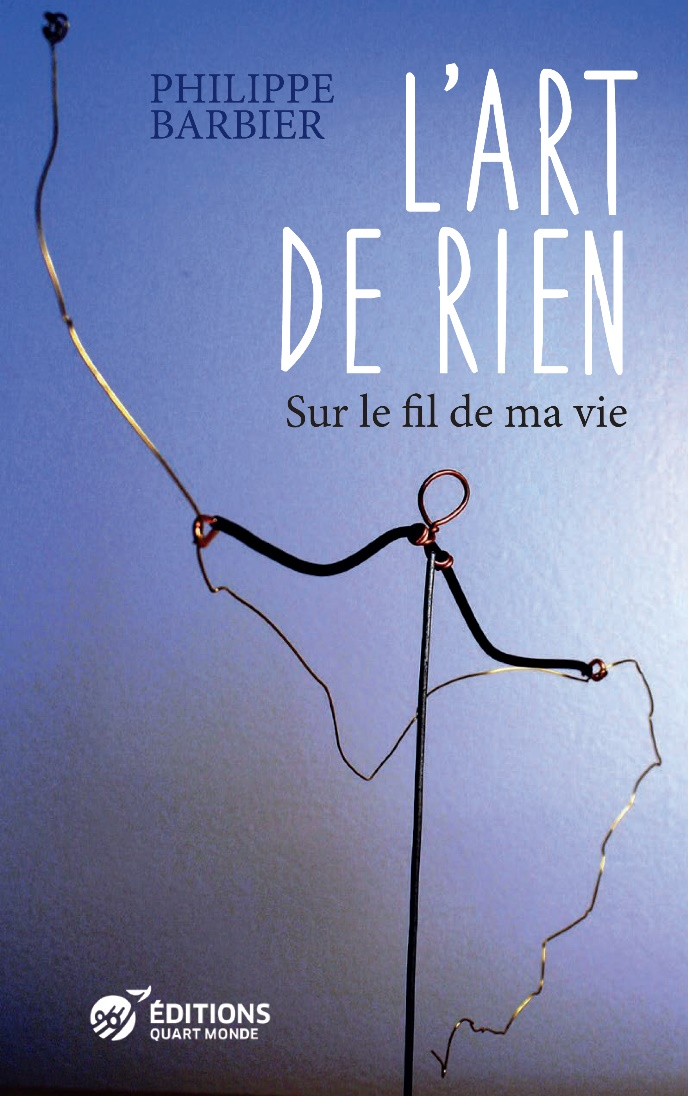 PHILIPPE
BARBIER
L'ART
DE RIEN
Sur le fil de ma vie
ÉDITIONS
QUART MONDE